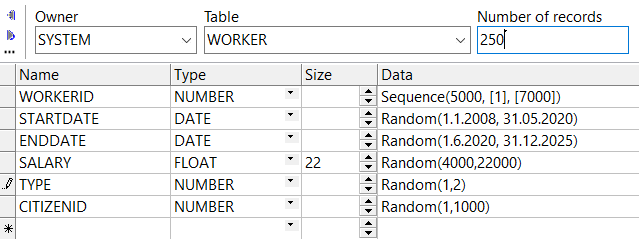 Owner Table Number of records
SYSTEM WORKER 250
Name Type Size Data
WORKERID NUMBER Sequence(5000, [1], [7000])
STARTDATE DATE Random(1.1.2008, 31.05.2020)
ENDDATE DATE Random(1.6.2020, 31.12.2025)
SALARY FLOAT 22 Random(4000,22000)
TYPE NUMBER Random(1,2)
CITIZENID NUMBER Random(1,1000)